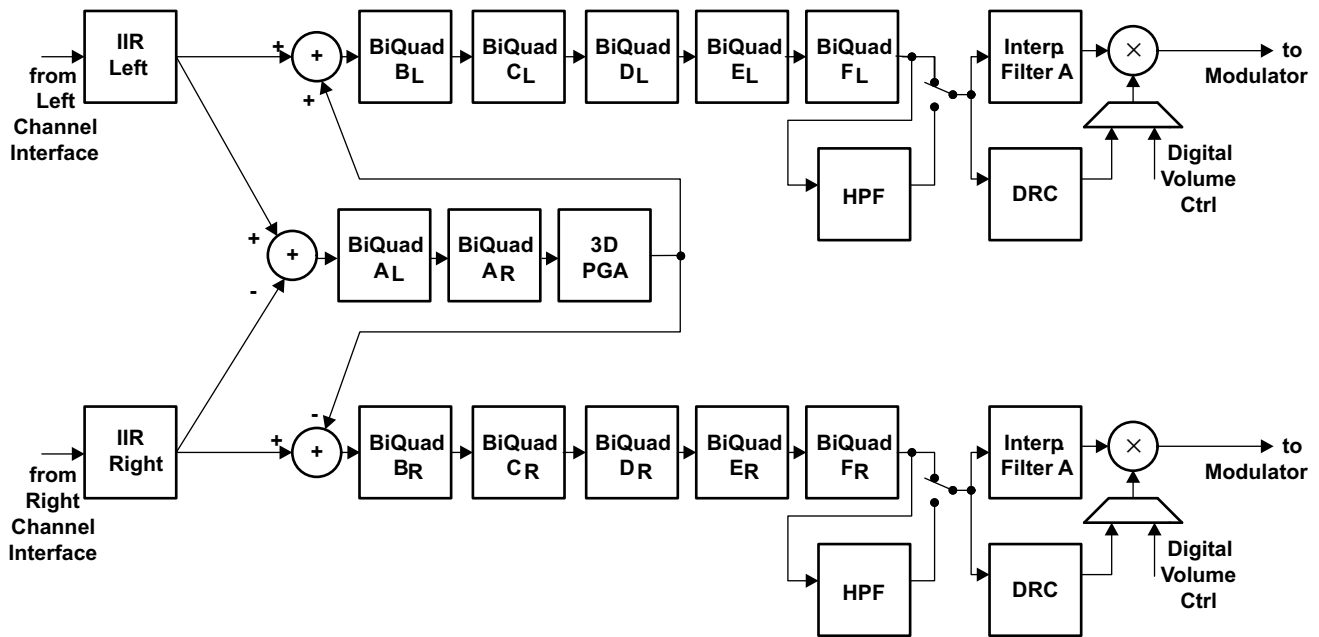 IIR
Left
from
Left
Channel
Interface
+
+
+
BiQuad
BL
BiQuad
CL
BiQuad
DL
BiQuad
EL
BiQuad
FL
HPF
Interp.
Filter A
×
to
Modulator
DRC
Digital
Volume
Ctrl
+
-
+
BiQuad
AL
BiQuad
AR
3D
PGA
IIR
Right
from
Right
Channel
Interface
+
-
+
BiQuad
BR
BiQuad
CR
BiQuad
DR
BiQuad
ER
BiQuad
FR
HPF
Interp.
Filter A
×
to
Modulator
DRC
Digital
Volume
Ctrl